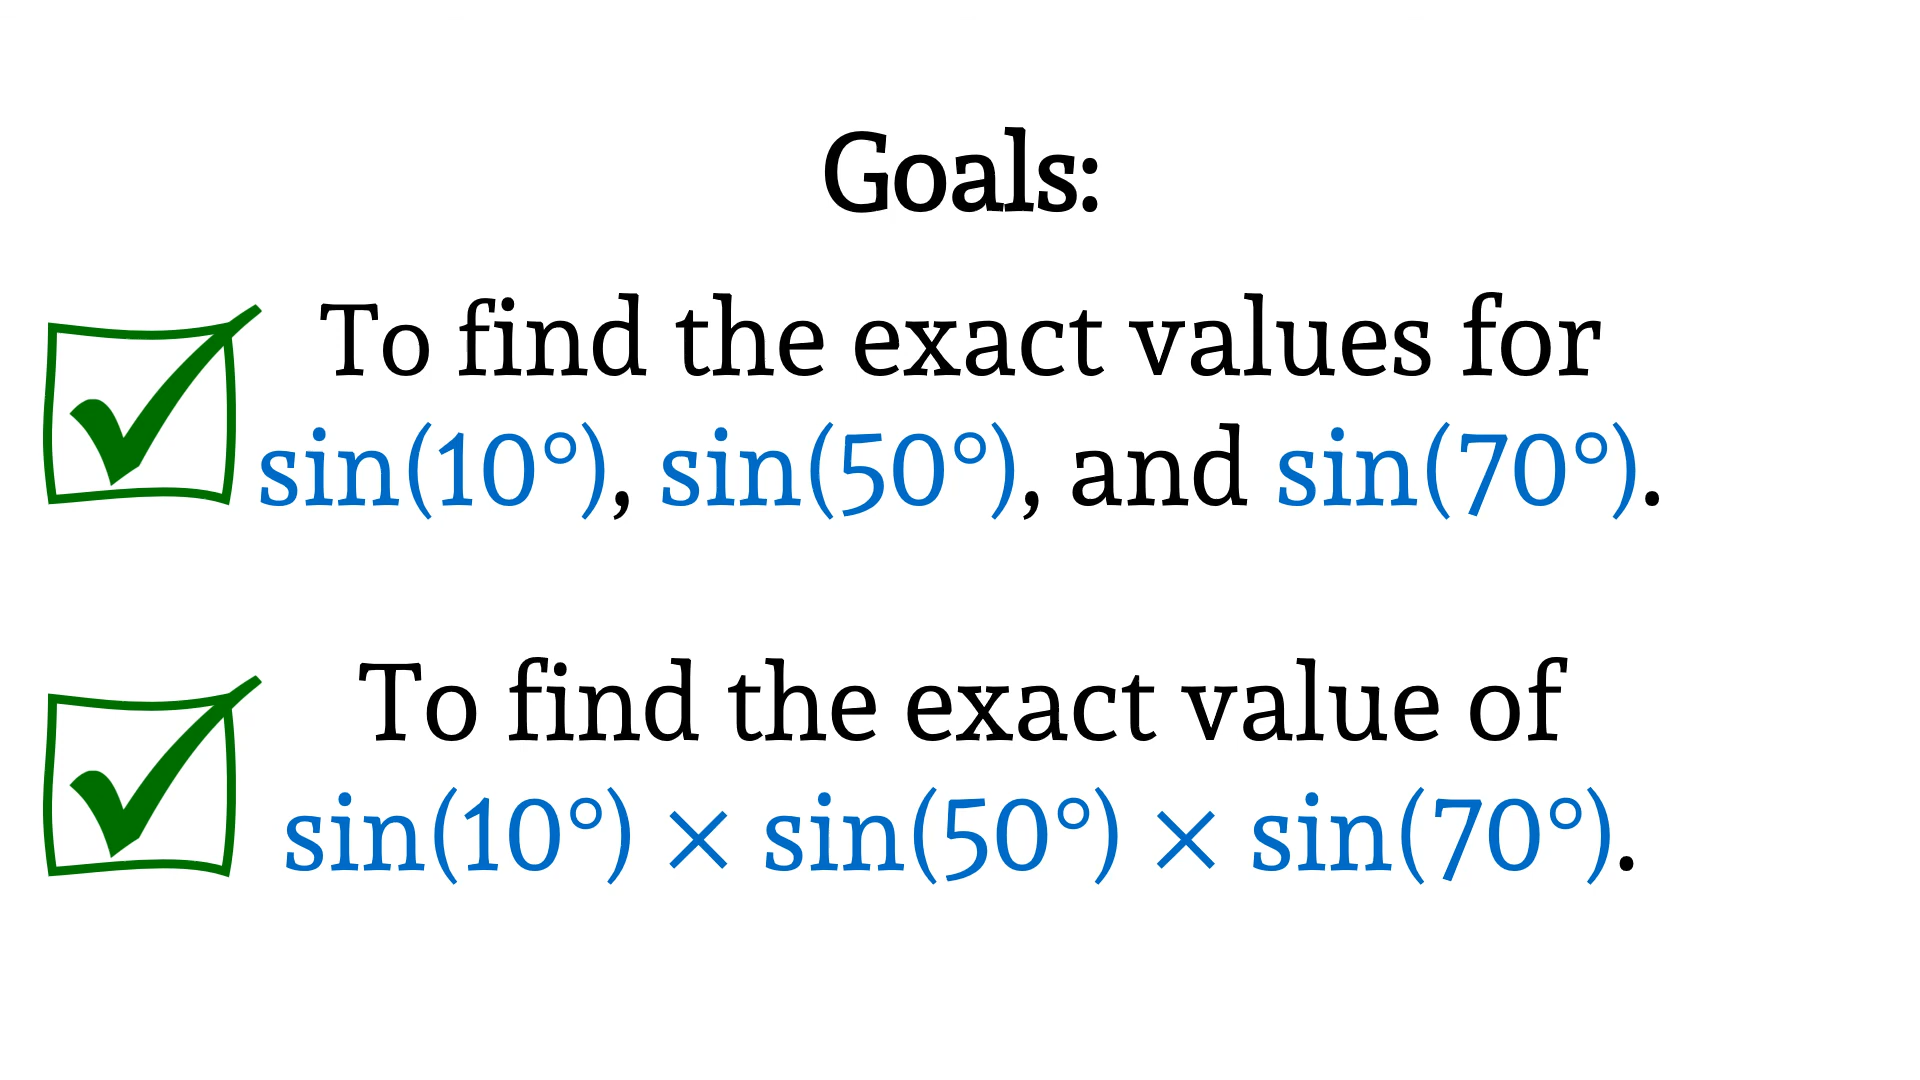 Goals:
To find the exact values for
sin(10°), sin(50°), and sin(70°).
To find the exact value of
sin(10°) × sin(50°) × sin(70°).